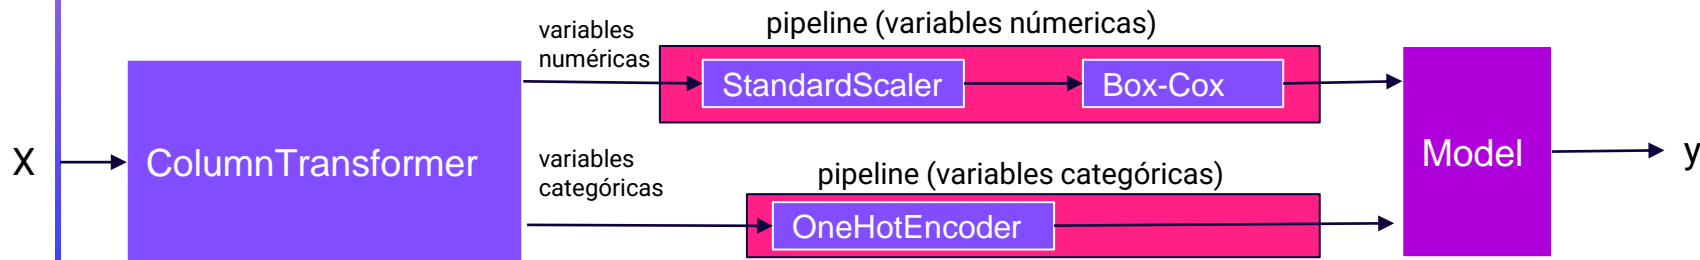 X
ColumnTransformer
variables
numéricas
pipeline (variables númericas)
StandardScaler
Box-Cox
variables
categóricas
pipeline (variables categóricas)
OneHotEncoder
Model
y